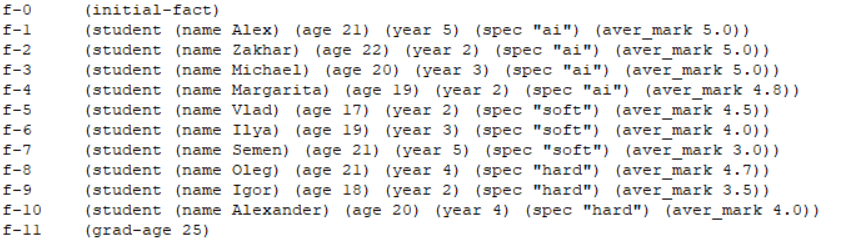 f-0 (initial-fact)
f-1 (student (name Alex) (age 21) (year 5) (spec "ai") (aver_mark 5.0))
f-2 (student (name Zakhar) (age 22) (year 2) (spec "ai") (aver_mark 5.0))
f-3 (student (name Michael) (age 20) (year 3) (spec "ai") (aver_mark 5.0))
f-4 (student (name Margarita) (age 19) (year 2) (spec "ai") (aver_mark 4.8))
f-5 (student (name Vlad) (age 17) (year 2) (spec "soft") (aver_mark 4.5))
f-6 (student (name Ilya) (age 19) (year 3) (spec "soft") (aver_mark 4.0))
f-7 (student (name Semen) (age 21) (year 5) (spec "soft") (aver_mark 3.0))
f-8 (student (name Oleg) (age 21) (year 4) (spec "hard") (aver_mark 4.7))
f-9 (student (name Igor) (age 18) (year 2) (spec "hard") (aver_mark 3.5))
f-10 (student (name Alexander) (age 20) (year 4) (spec "hard") (aver_mark 4.0))
f-11 (grad-age 25)